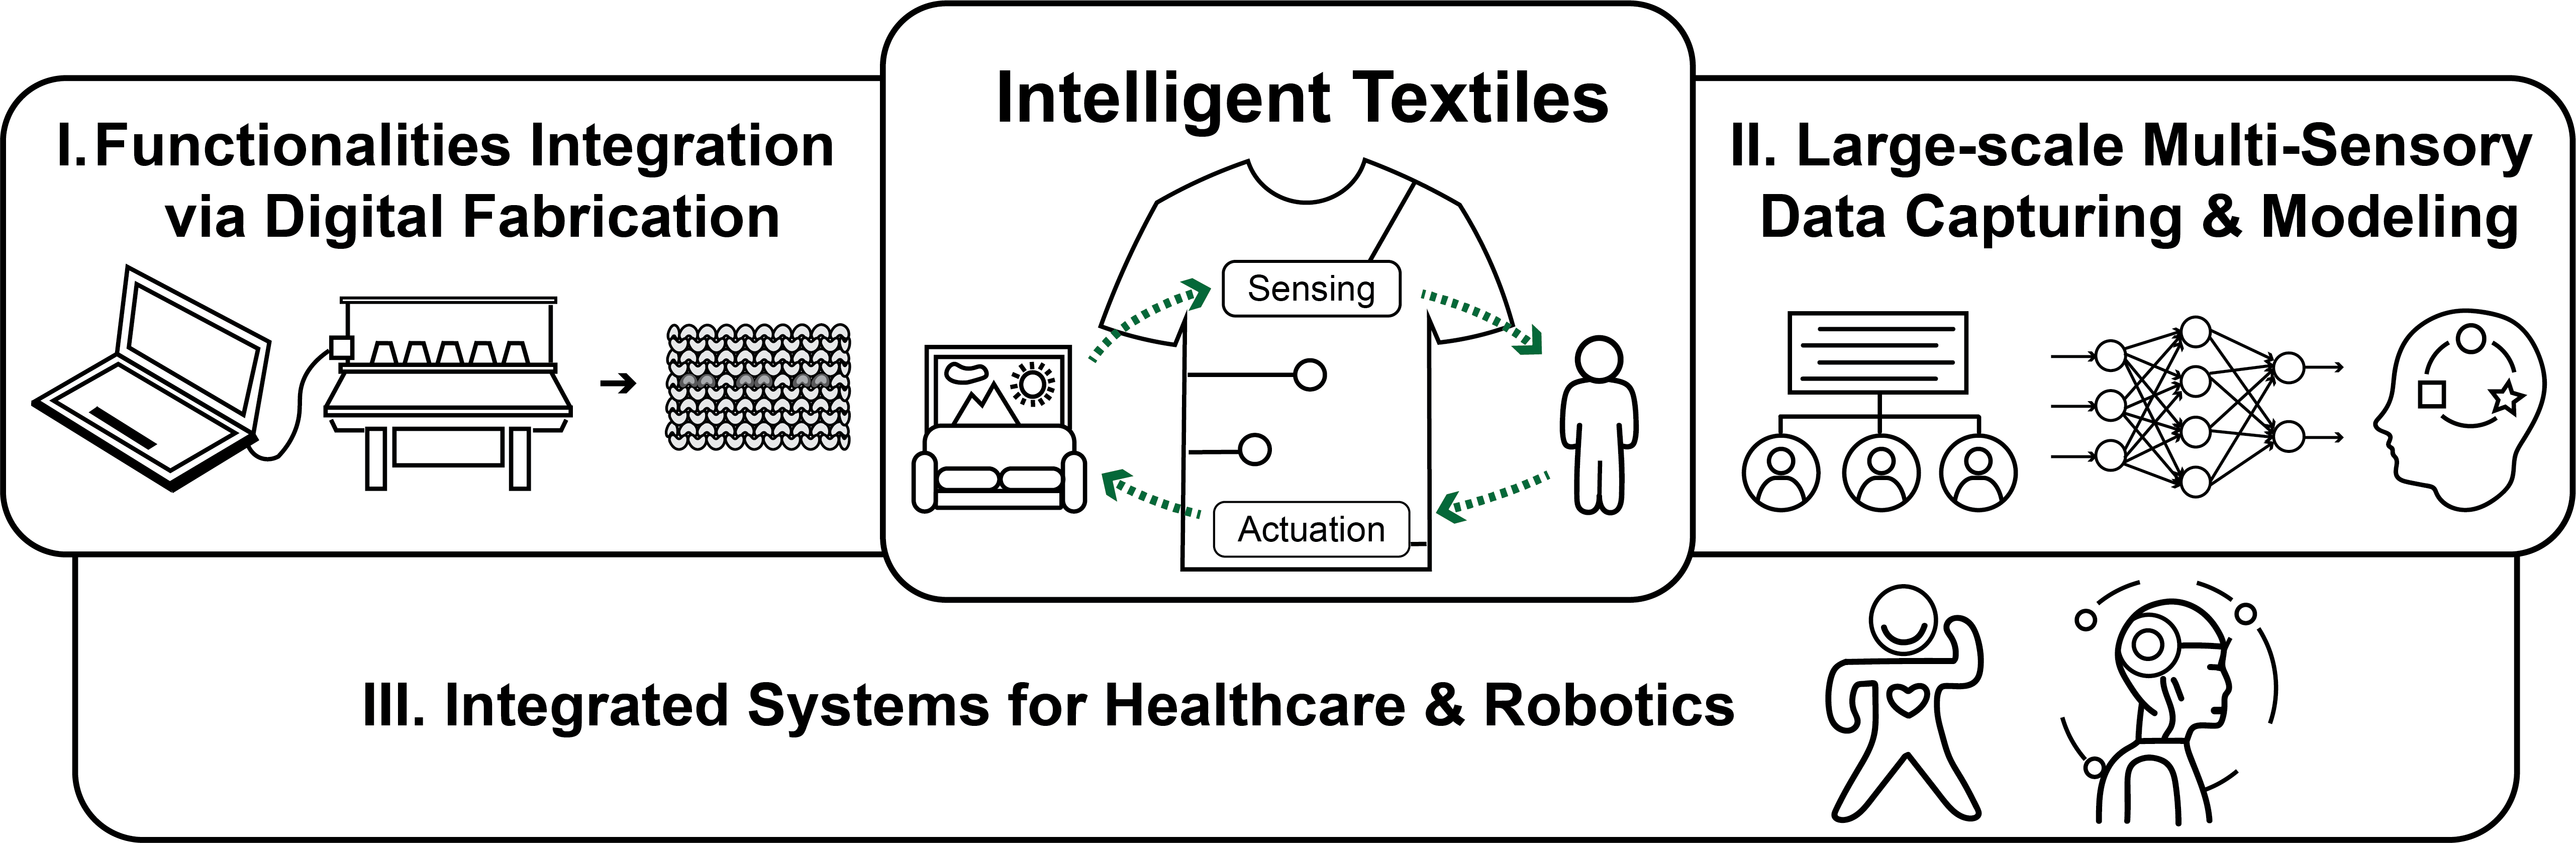 Intelligent Textiles
I. Functionalities Integration
via Digital Fabrication
Sensing
Actuation
II. Large-scale Multi-Sensory
Data Capturing & Modeling
III. Integrated Systems for Healthcare & Robotics